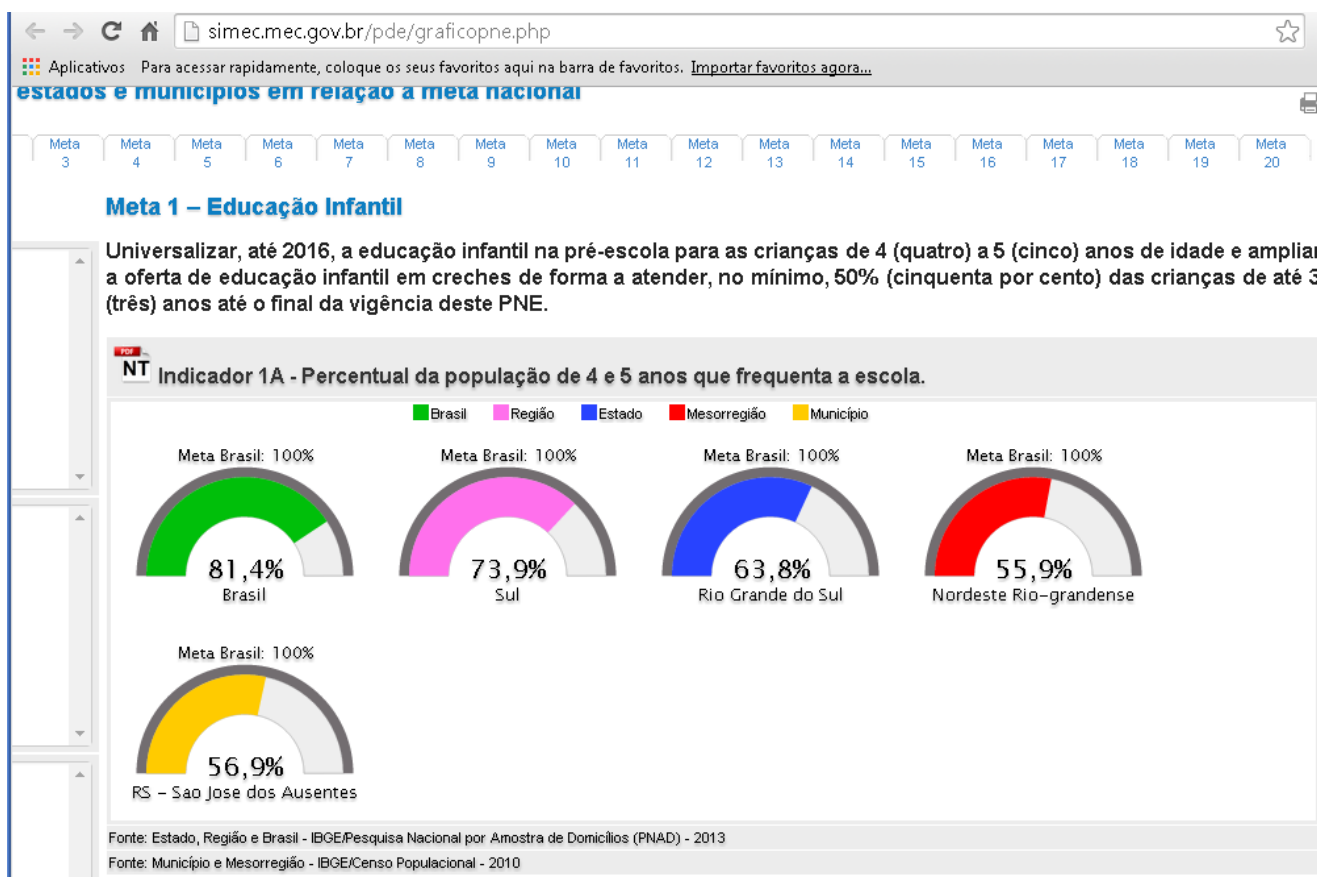 simec.mec.gov.br/pde/graficopne.php
Aplicativos Para acessar rapidamente, coloque os seus favoritos aqui na barra de favoritos. Importar favoritos agora...
estados e municípios em relação à meta nacional
Meta 3 Meta 4 Meta 5 Meta 6 Meta 7 Meta 8 Meta 9 Meta 10 Meta 11 Meta 12 Meta 13 Meta 14 Meta 15 Meta 16 Meta 17 Meta 18 Meta 19 Meta 20
Meta 1 – Educação Infantil
Universalizar, até 2016, a educação infantil na pré-escola para as crianças de 4 (quatro) a 5 (cinco) anos de idade e ampliar
a oferta de educação infantil em creches de forma a atender, no mínimo, 50% (cinquenta por cento) das crianças de até 3
(três) anos até o final da vigência deste PNE.
PDF
NT Indicador 1A - Percentual da população de 4 e 5 anos que frequenta a escola.
Brasil Região Estado Mesorregião Município
Meta Brasil: 100% Meta Brasil: 100% Meta Brasil: 100% Meta Brasil: 100%
81,4% 73,9% 63,8% 55,9%
Brasil Sul Rio Grande do Sul Nordeste Rio-grandense
Meta Brasil: 100%
56,9%
RS - Sao Jose dos Ausentes
Fonte: Estado, Região e Brasil - IBGE/Pesquisa Nacional por Amostra de Domicílios (PNAD) - 2013
Fonte: Município e Mesorregião - IBGE/Censo Populacional - 2010